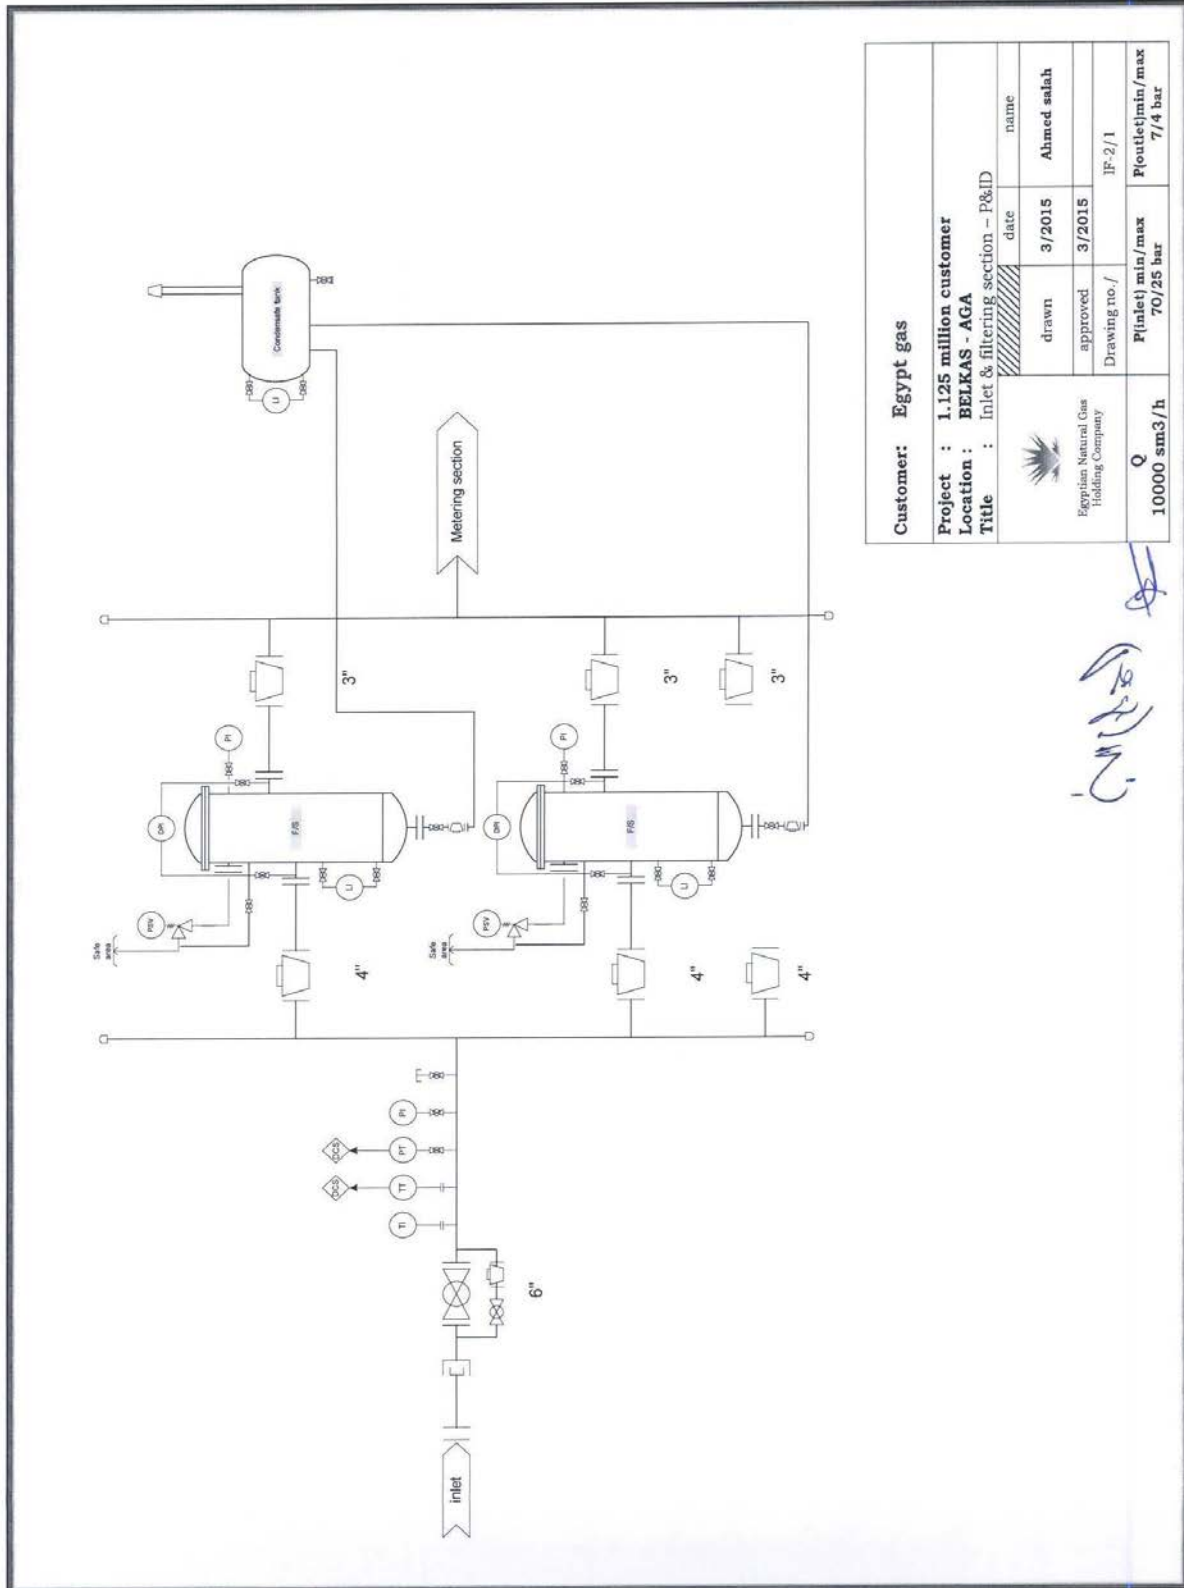 Condensate tank
LI
Metering section
3"
PI
DPI
F/S
LI
PSV
Safe
area
4"
3"
PI
DPI
F/S
LI
PSV
Safe
area
4"
3"
4"
DCS
DCS
PI
PT
TT
TI
6"
inlet
Customer: Egypt gas
Project : 1.125 million customer
Location : BELKAS - AGA
Title : Inlet & filtering section - P&ID
date name
drawn 3/2015 Ahmed salah
approved 3/2015
Egyptian Natural Gas
Holding Company
Drawing no./ IF-2/1
Q
10000 sm3/h
P(inlet) min/max
70/25 bar
P(outlet)min/max
7/4 bar